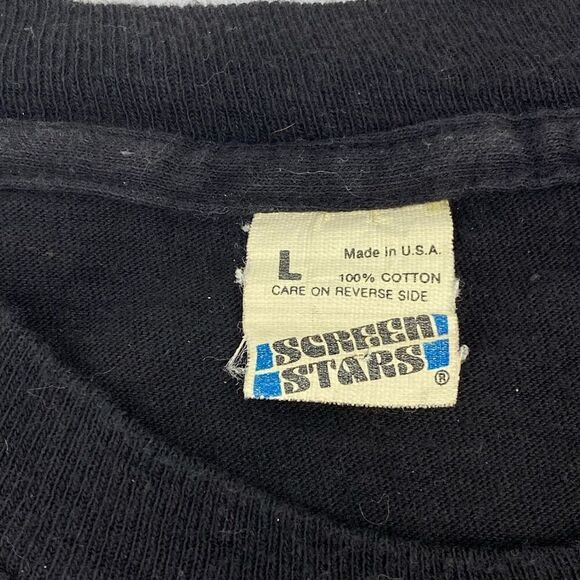 L
Made in U.S.A.
100% COTTON
CARE ON REVERSE SIDE
SCREEN
STARS®